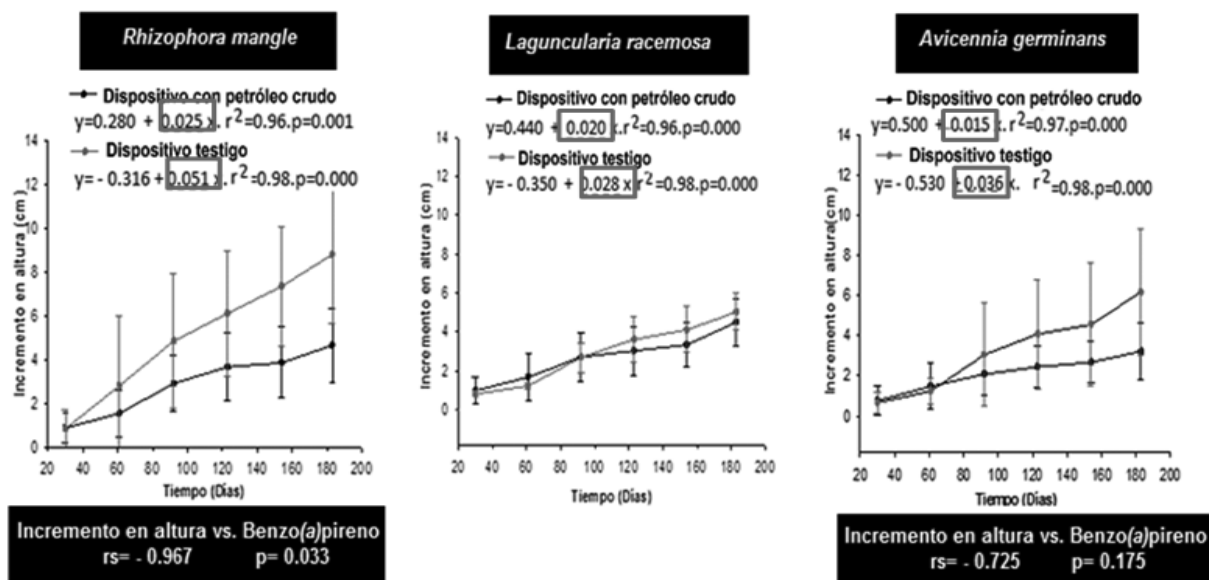 Rhizophora mangle
Dispositivo con petróleo crudo
y=0.280 + 0.025 x. r²=0.96.p=0.001
Dispositivo testigo
y= - 0.316 + 0.051 x. r²=0.98.p=0.000
Incremento en altura (cm)
14
12
10
8
6
4
2
0
20 40 60 80 100 120 140 160 180 200
Tiempo (Días)
Incremento en altura vs. Benzo(a)pireno
rs= - 0.967 p= 0.033
Laguncularia racemosa
Dispositivo con petróleo crudo
y=0.440 + 0.020 x.r²=0.96.p=0.000
Dispositivo testigo
y= - 0.350 + 0.028 x r²=0.98.p=0.000
Incremento en altura (cm)
14
12
10
8
6
4
2
0
20 40 60 80 100 120 140 160 180 200
Tiempo (Días)
Avicennia germinans
Dispositivo con petróleo crudo
y=0.500 + 0.015 x.r²=0.97.p=0.000
Dispositivo testigo
y= - 0.530 + 0.036 x. r²=0.98.p=0.000
Incremento en altura(cm)
14
12
10
8
6
4
2
0
20 40 60 80 100 120 140 160 180 200
Tiempo (Días)
Incremento en altura vs. Benzo(a)pireno
rs= - 0.725 p= 0.175